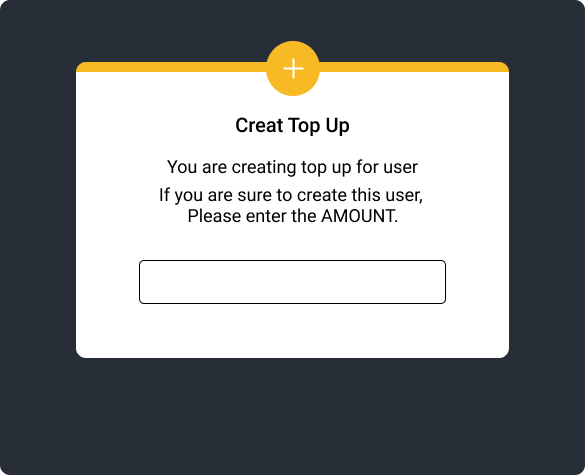 Creat Top Up
You are creating top up for user
If you are sure to create this user,
Please enter the AMOUNT.